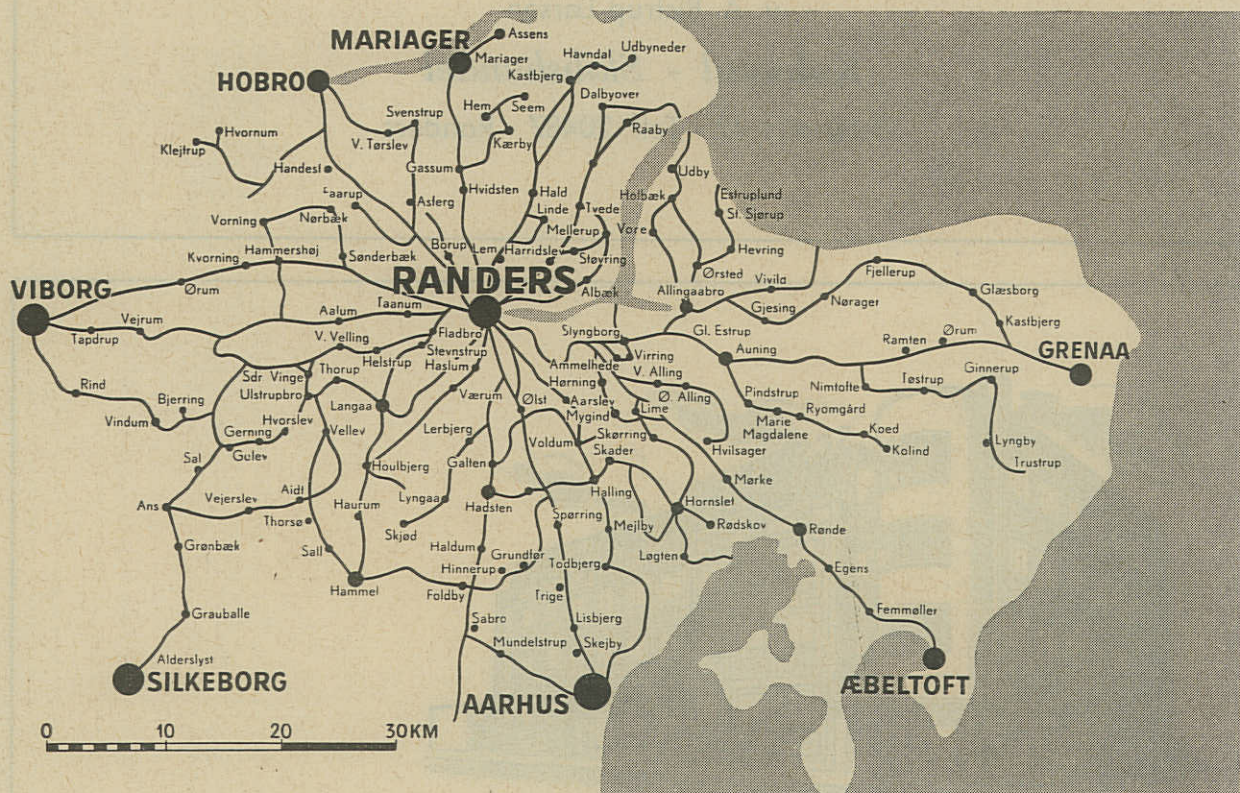 MARIAGER
Assens
Mariager
Havndal
Udbyneder
HOBRO
Kastbjerg
Dalbyover
Hem
Seem
Svenstrup
Raaby
Hvornum
V. Tørslev
Kærby
Klejtrup
Handest
Gassum
Udby
Hvidsten
Hald
Holbæk
Estruplund
Faarup
Asferg
Linde
Tvede
St. Sjørup
Nørbæk
Vorning
Mellerup
Vore
Hammershøj
Borup
Lem
Harridslev
Hevring
Kvorning
Sønderbæk
Støvring
Ørsted
Fjellerup
VIBORG
RANDERS
Vivild
Ørum
Albæk
Allingaabro
Glæsborg
Taanum
Gjesing
Nørager
Aalum
Vejrum
Tapdrup
Fladbro
Slyngborg
Gl. Estrup
Kastbjerg
V. Velling
Stevnstrup
Ørum
Helstrup
Virring
Auning
Ramten
GRENAA
Haslum
Ammelhede
Sdr Vinge
Thorup
V. Alling
Ginnerup
Rind
Hørning
Ulstrupbro
Værum
Ø. Alling
Pindstrup
Nimtofte
Tøstrup
Bjerring
Langaa
Ølst
Aarslev
Mygind
Lime
Ryomgård
Vindum
Hvorslev
Marie
Magdalene
Gerning
Vellev
Lerbjerg
Voldum
Skørring
Koed
Gulev
Skader
Hvilsager
Kolind
Lyngby
Sal
Houlbjerg
Galten
Trustrup
Mørke
Aidt
Halling
Vejerslev
Lyngaa
Ans
Hadsten
Hornslet
Haurum
Spørring
Thorsø
Mejlby
Rødskov
Rønde
Skjød
Grønbæk
Sall
Haldum
Grundfør
Løgten
Hinnerup
Todbjerg
Egens
Hammel
Foldby
Trige
Grauballe
Femmøller
Sabro
Lisbjerg
Mundelstrup
Skejby
Alderslyst
SILKEBORG
ÆBELTOFT
AARHUS
0 10 20 30 KM